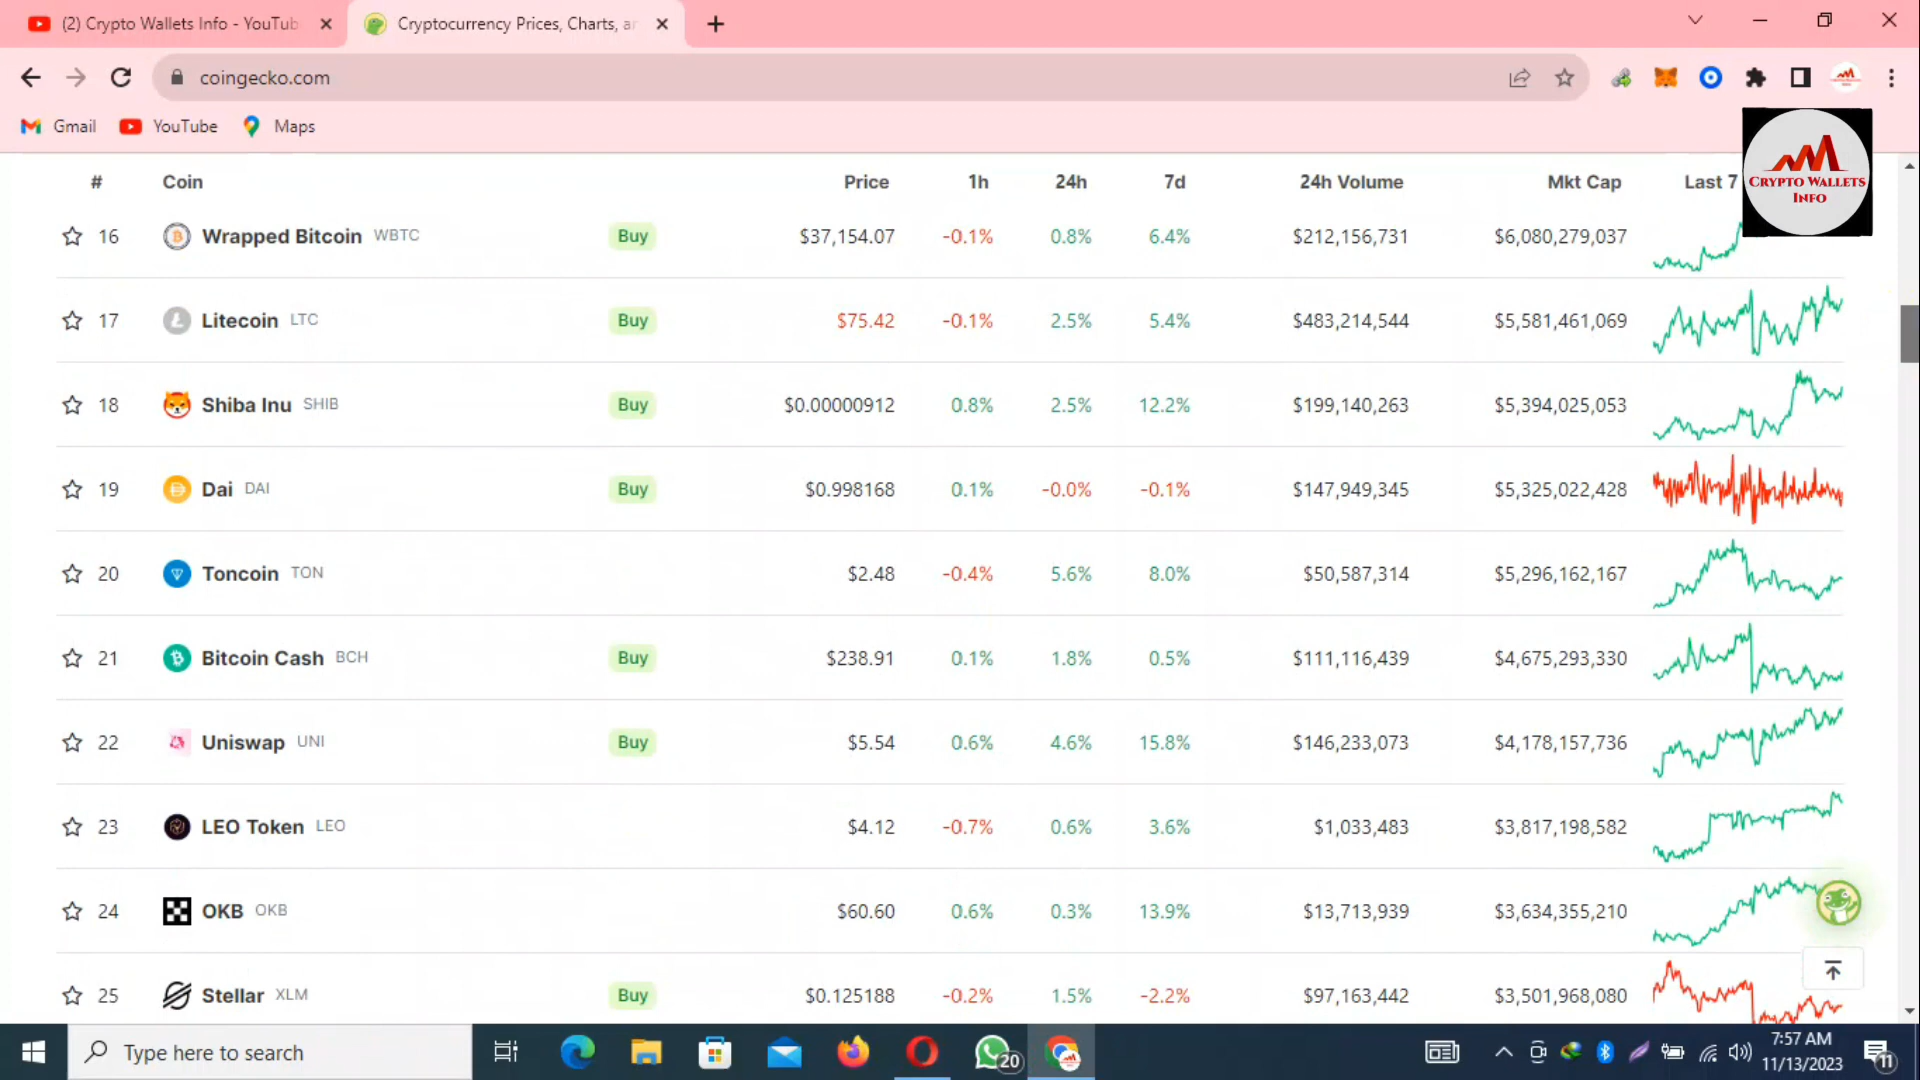 (2) Crypto Wallets Info - YouTub
Cryptocurrency Prices, Charts, a
coingecko.com
Gmail YouTube Maps
CRYPTO WALLETS
INFO
# Coin Price 1h 24h 7d 24h Volume Mkt Cap Last 7
16 Wrapped Bitcoin WBTC Buy $37,154.07 -0.1% 0.8% 6.4% $212,156,731 $6,080,279,037
17 Litecoin LTC Buy $75.42 -0.1% 2.5% 5.4% $483,214,544 $5,581,461,069
18 Shiba Inu SHIB Buy $0.00000912 0.8% 2.5% 12.2% $199,140,263 $5,394,025,053
19 Dai DAI Buy $0.998168 0.1% -0.0% -0.1% $147,949,345 $5,325,022,428
20 Toncoin TON $2.48 -0.4% 5.6% 8.0% $50,587,314 $5,296,162,167
21 Bitcoin Cash BCH Buy $238.91 0.1% 1.8% 0.5% $111,116,439 $4,675,293,330
22 Uniswap UNI Buy $5.54 0.6% 4.6% 15.8% $146,233,073 $4,178,157,736
23 LEO Token LEO $4.12 -0.7% 0.6% 3.6% $1,033,483 $3,817,198,582
24 OKB OKB $60.60 0.6% 0.3% 13.9% $13,713,939 $3,634,355,210
25 Stellar XLM Buy $0.125188 -0.2% 1.5% -2.2% $97,163,442 $3,501,968,080
Type here to search
20
7:57 AM
11/13/2023
11